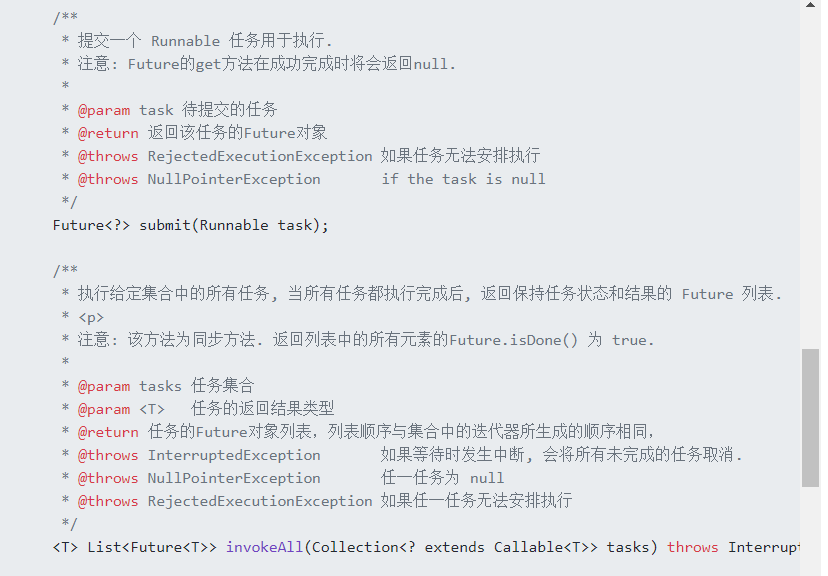 /**
 * 提交一个 Runnable 任务用于执行.
 * 注意: Future的get方法在成功完成时将会返回null.
 *
 * @param task 待提交的任务
 * @return 返回该任务的Future对象
 * @throws RejectedExecutionException 如果任务无法安排执行
 * @throws NullPointerException       if the task is null
 */
Future<?> submit(Runnable task);
/**
 * 执行给定集合中的所有任务, 当所有任务都执行完成后, 返回保持任务状态和结果的 Future 列表.
 * <p>
 * 注意: 该方法为同步方法. 返回列表中的所有元素的Future.isDone() 为 true.
 *
 * @param tasks 任务集合
 * @param <T>   任务的返回结果类型
 * @return 任务的Future对象列表，列表顺序与集合中的迭代器所生成的顺序相同，
 * @throws InterruptedException       如果等待时发生中断, 会将所有未完成的任务取消.
 * @throws NullPointerException       任一任务为 null
 * @throws RejectedExecutionException 如果任一任务无法安排执行
 */
<T> List<Future<T>> invokeAll(Collection<? extends Callable<T>> tasks) throws Interrupt